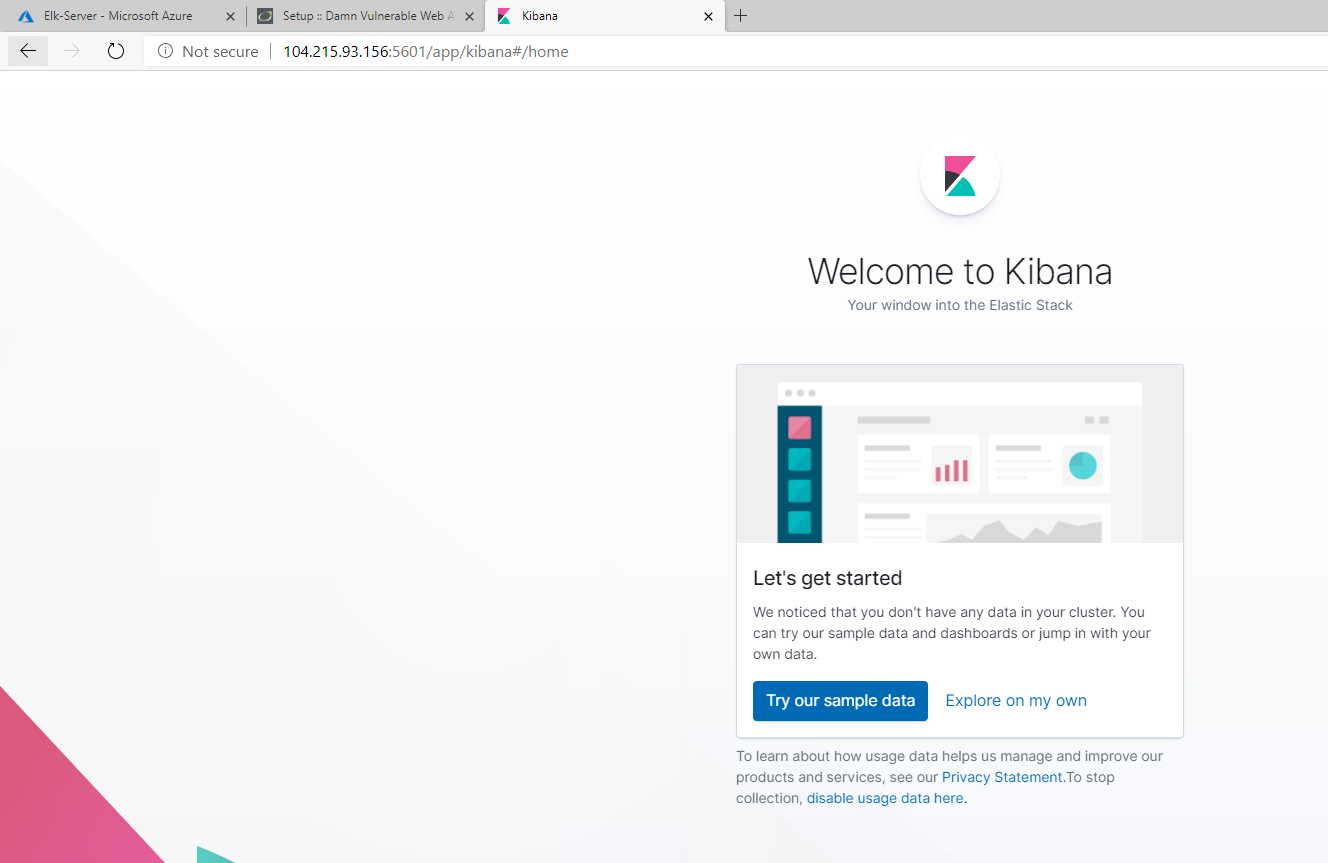 Elk-Server - Microsoft Azure
Setup :: Damn Vulnerable Web A
Kibana
Not secure
104.215.93.156:5601/app/kibana#/home
Welcome to Kibana
Your window into the Elastic Stack
Let's get started
We noticed that you don't have any data in your cluster. You
can try our sample data and dashboards or jump in with your
own data.
Try our sample data
Explore on my own
To learn about how usage data helps us manage and improve our
products and services, see our Privacy Statement.To stop
collection, disable usage data here.